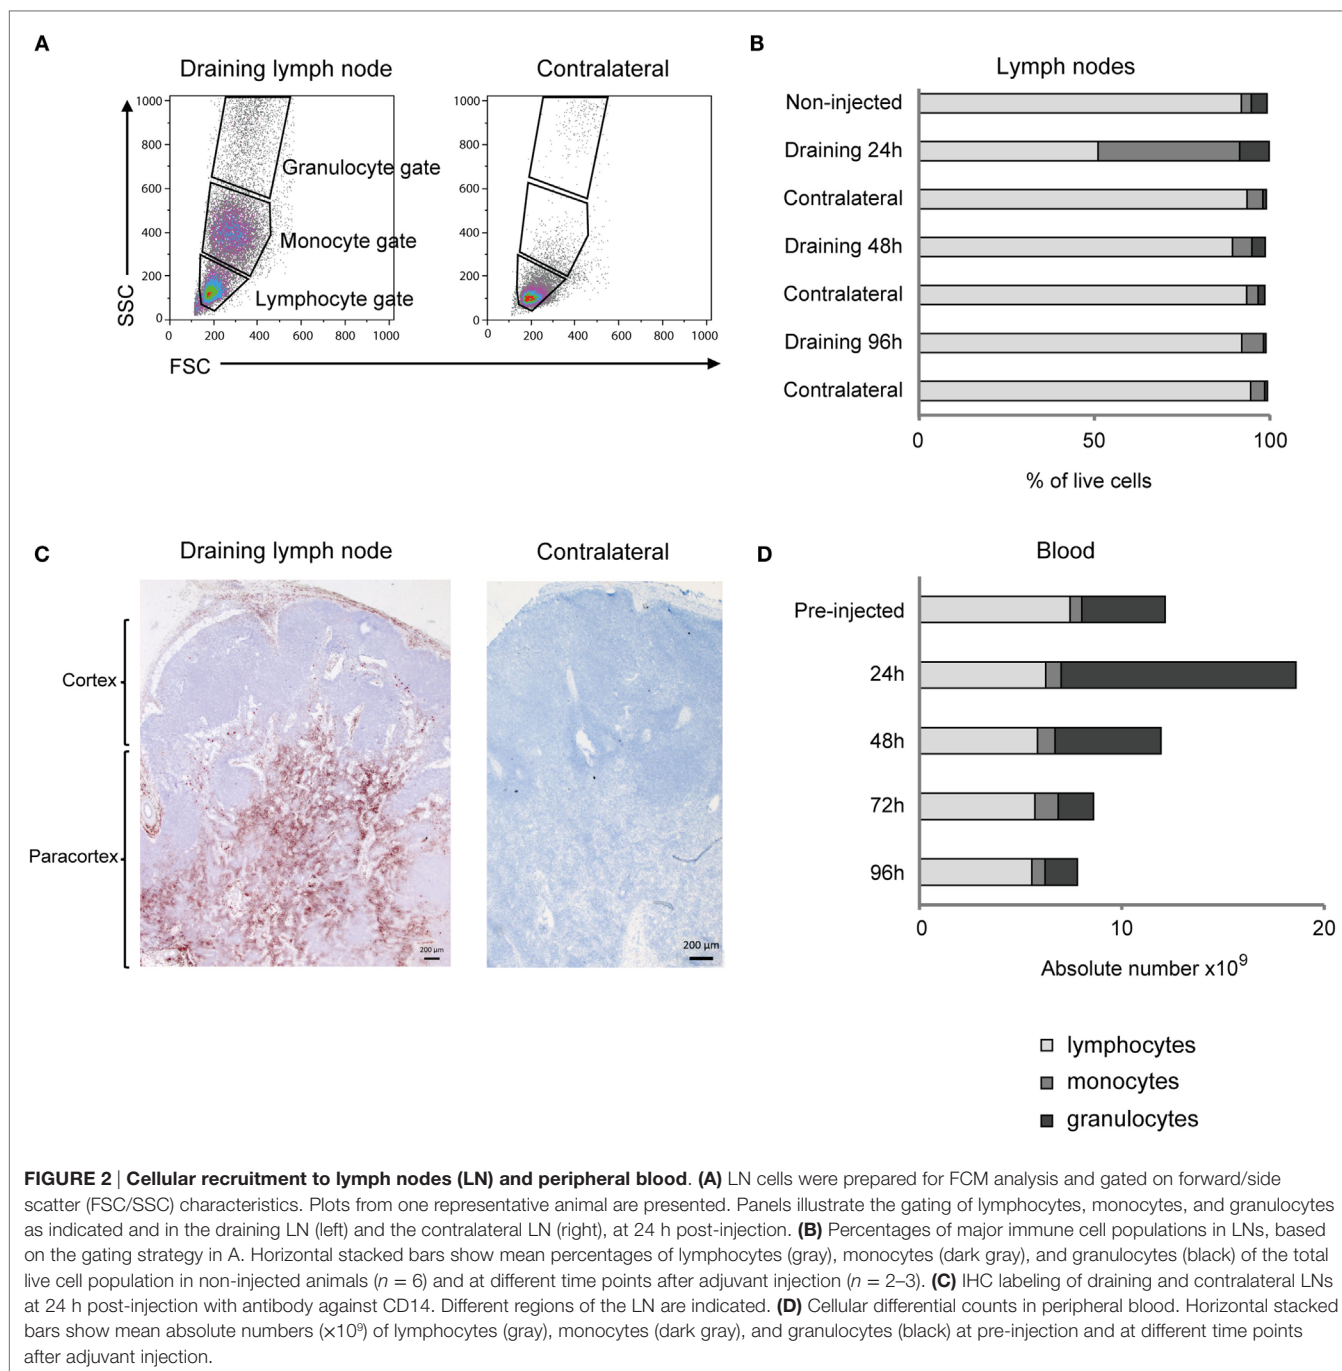 A
Draining lymph node
Contralateral
1000
800
600
400
200
0
0 200 400 600 800 1000
SSC
FSC
Granulocyte gate
Monocyte gate
Lymphocyte gate
1000
800
600
400
200
0
0 200 400 600 800 1000
B
Lymph nodes
Non-injected
Draining 24h
Contralateral
Draining 48h
Contralateral
Draining 96h
Contralateral
0 50 100
% of live cells
C
Draining lymph node
Contralateral
Cortex
Paracortex
200 µm
200 µm
D
Blood
Pre-injected
24h
48h
72h
96h
0 10 20
Absolute number x10⁹
lymphocytes
monocytes
granulocytes
FIGURE 2 | Cellular recruitment to lymph nodes (LN) and peripheral blood. (A) LN cells were prepared for FCM analysis and gated on forward/side
scatter (FSC/SSC) characteristics. Plots from one representative animal are presented. Panels illustrate the gating of lymphocytes, monocytes, and granulocytes
as indicated and in the draining LN (left) and the contralateral LN (right), at 24 h post-injection. (B) Percentages of major immune cell populations in LNs, based
on the gating strategy in A. Horizontal stacked bars show mean percentages of lymphocytes (gray), monocytes (dark gray), and granulocytes (black) of the total
live cell population in non-injected animals (n = 6) and at different time points after adjuvant injection (n = 2–3). (C) IHC labeling of draining and contralateral LNs
at 24 h post-injection with antibody against CD14. Different regions of the LN are indicated. (D) Cellular differential counts in peripheral blood. Horizontal stacked
bars show mean absolute numbers (×10⁹) of lymphocytes (gray), monocytes (dark gray), and granulocytes (black) at pre-injection and at different time points
after adjuvant injection.